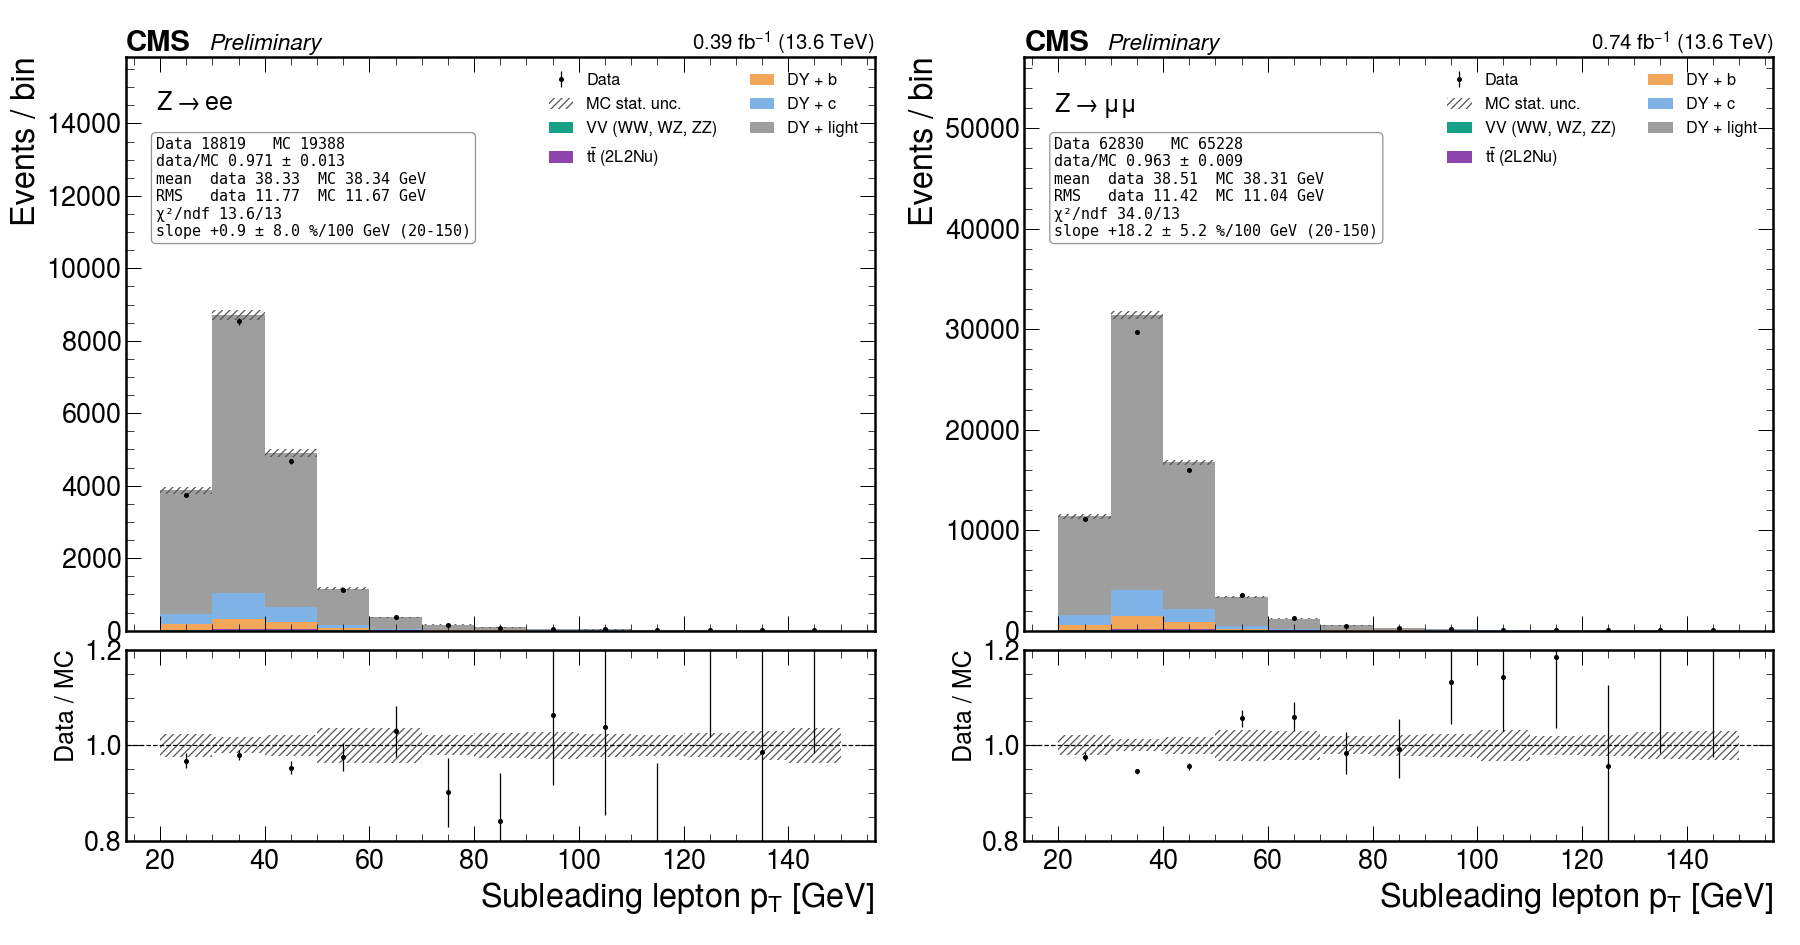 CMS Preliminary 0.39 fb⁻¹ (13.6 TeV)
Events / bin
Z → ee
Data 18819 MC 19388
data/MC 0.971 ± 0.013
mean data 38.33 MC 38.34 GeV
RMS data 11.77 MC 11.67 GeV
χ²/ndf 13.6/13
slope +0.9 ± 8.0 %/100 GeV (20-150)
Data
MC stat. unc.
VV (WW, WZ, ZZ)
tt̄ (2L2Nu)
DY + b
DY + c
DY + light
14000
12000
10000
8000
6000
4000
2000
0
Data / MC
1.2
1.0
0.8
20 40 60 80 100 120 140
Subleading lepton p_T [GeV]
CMS Preliminary 0.74 fb⁻¹ (13.6 TeV)
Events / bin
Z → μμ
Data 62830 MC 65228
data/MC 0.963 ± 0.009
mean data 38.51 MC 38.31 GeV
RMS data 11.42 MC 11.04 GeV
χ²/ndf 34.0/13
slope +18.2 ± 5.2 %/100 GeV (20-150)
Data
MC stat. unc.
VV (WW, WZ, ZZ)
tt̄ (2L2Nu)
DY + b
DY + c
DY + light
50000
40000
30000
20000
10000
0
Data / MC
1.2
1.0
0.8
20 40 60 80 100 120 140
Subleading lepton p_T [GeV]